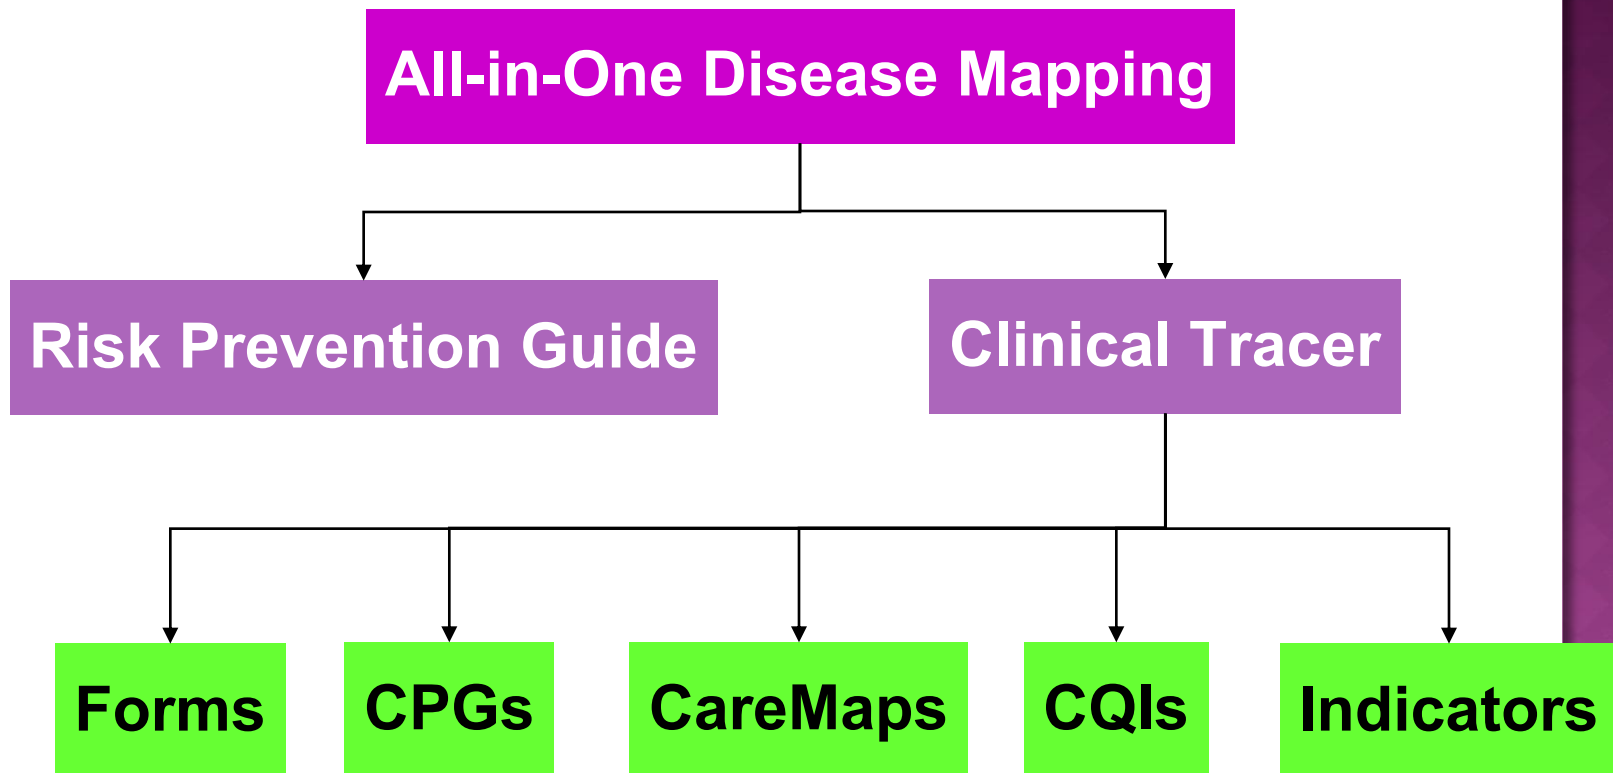 All-in-One Disease Mapping
Risk Prevention Guide
Clinical Tracer
Forms
CPGs
CareMaps
CQIs
Indicators